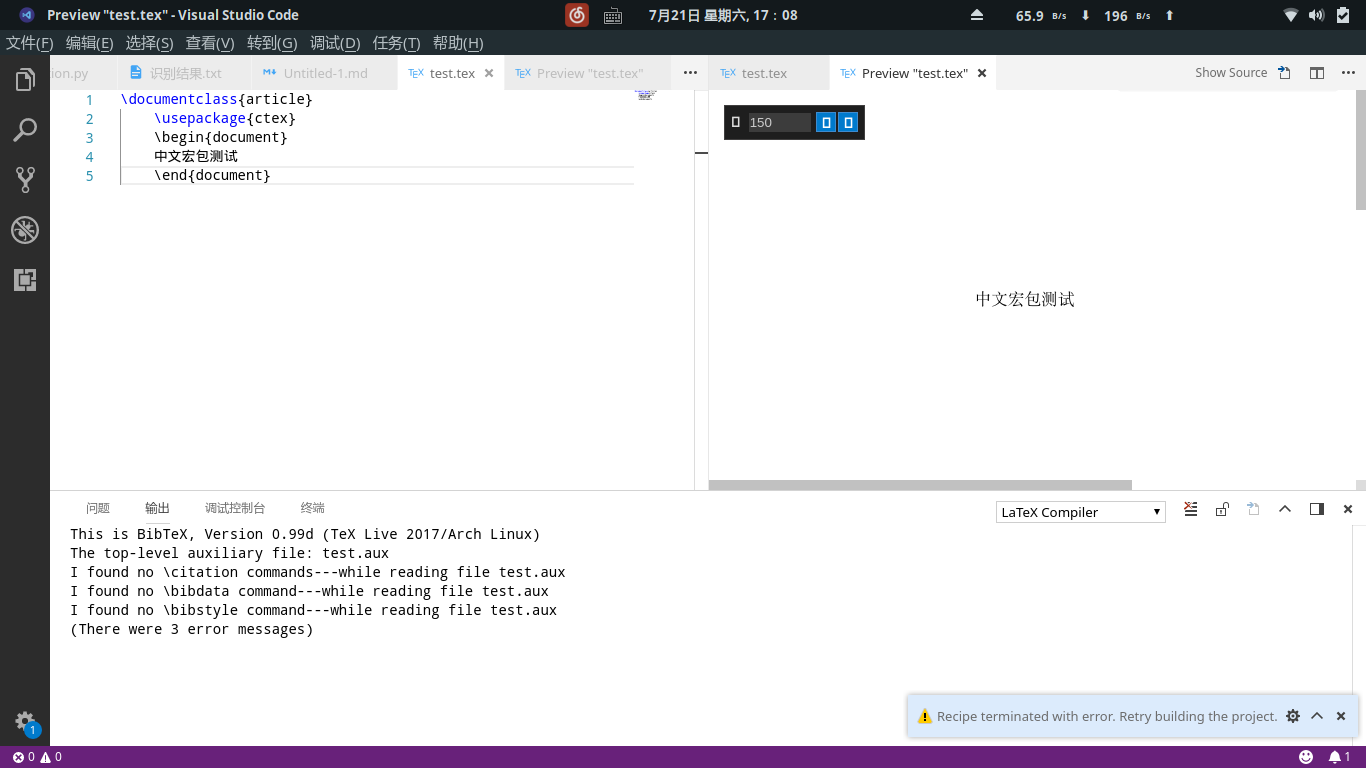 Preview "test.tex" - Visual Studio Code
7月21日 星期六, 17：08
65.9 B/s 196 B/s
文件(F) 编辑(E) 选择(S) 查看(V) 转到(G) 调试(D) 任务(T) 帮助(H)
ion.py 识别结果.txt Untitled-1.md test.tex Preview "test.tex"
test.tex Preview "test.tex" Show Source
1 \documentclass{article}
2 \usepackage{ctex}
3 \begin{document}
4 中文宏包测试
5 \end{document}
150
中文宏包测试
问题 输出 调试控制台 终端
LaTeX Compiler
This is BibTeX, Version 0.99d (TeX Live 2017/Arch Linux)
The top-level auxiliary file: test.aux
I found no \citation commands---while reading file test.aux
I found no \bibdata command---while reading file test.aux
I found no \bibstyle command---while reading file test.aux
(There were 3 error messages)
Recipe terminated with error. Retry building the project.
1
0 0
1